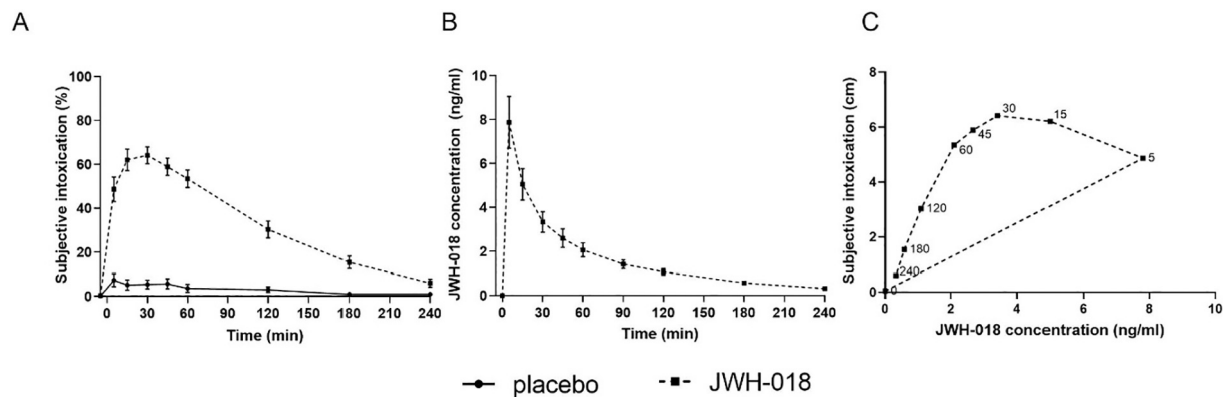 A
Subjective intoxication (%)
100
80
60
40
20
0
0 30 60 90 120 150 180 210 240
Time (min)
B
JWH-018 concentration (ng/ml)
10
8
6
4
2
0
0 30 60 90 120 150 180 210 240
Time (min)
C
Subjective intoxication (cm)
8
6
4
2
0
30
15
45
60
5
120
180
240
0
0 2 4 6 8 10
JWH-018 concentration (ng/ml)
placebo JWH-018